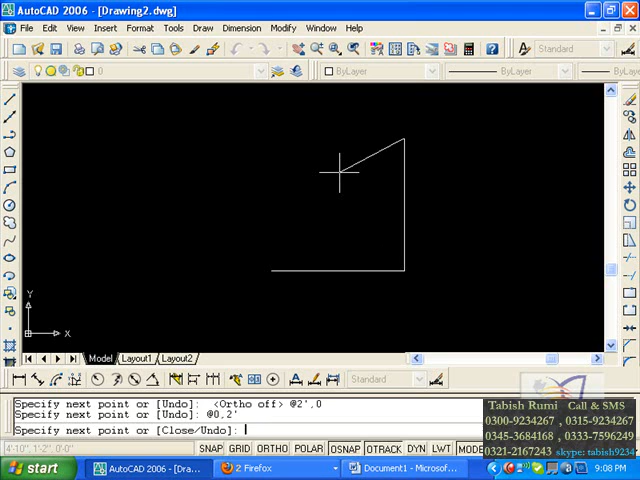 AutoCAD 2006 - [Drawing2.dwg]
File Edit View Insert Format Tools Draw Dimension Modify Window Help
Standard
0 ByLayer ByLayer ByLayer
Y
X
Model Layout1 Layout2
Standard
Specify next point or [Undo]:  <Ortho off> @2',0
Specify next point or [Undo]: @0,2'
Specify next point or [Close/Undo]:
4'-10", 1'-2", 0'-0" SNAP GRID ORTHO POLAR OSNAP OTRACK DYN LWT MODE
Tabish Rumi Call & SMS
0300-9234267 , 0315-9234267
0345-3684168 , 0333-7596249
0321-2167243 skype: tabish9234
start AutoCAD 2006 - [Dra... 2 Firefox Document1 - Microsof... 9:08 PM